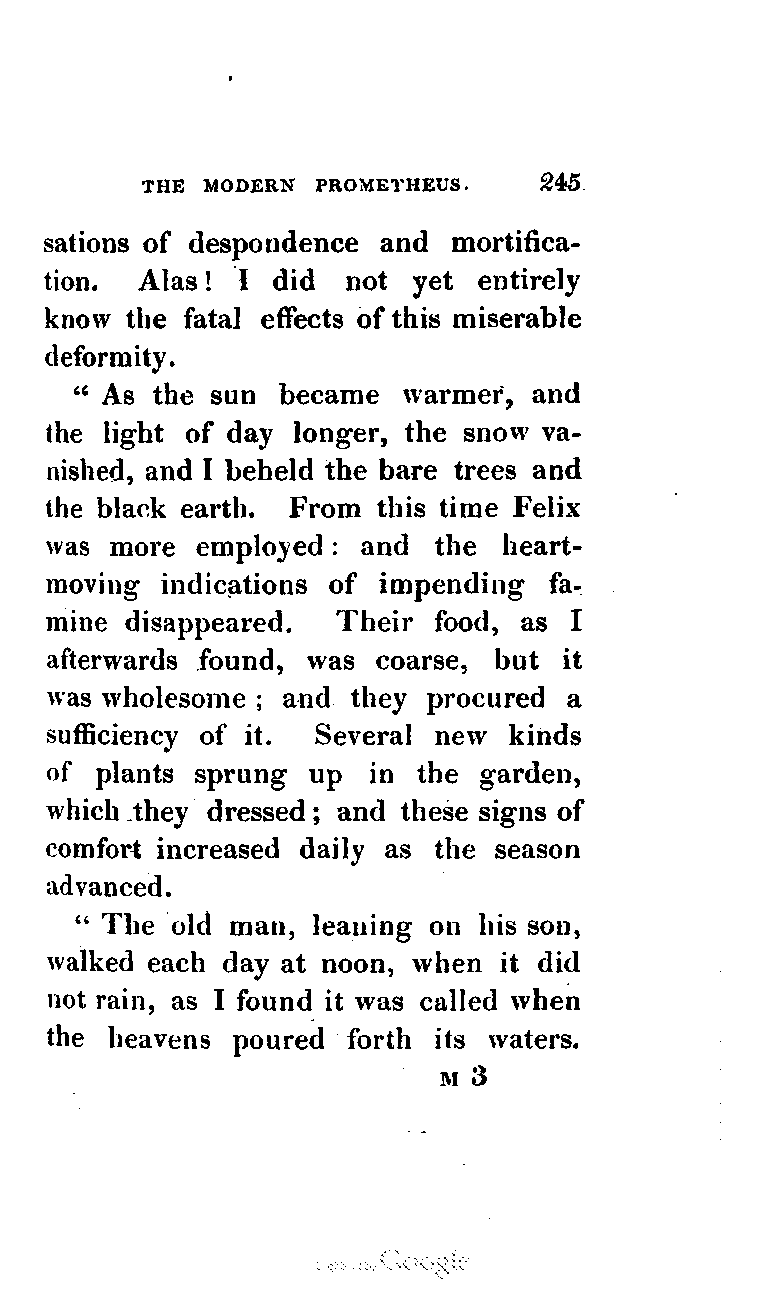 THE MODERN PROMETHEUS. 245
sations of despondence and mortifica-
tion. Alas! I did not yet entirely
know the fatal effects of this miserable
deformity.
“ As the sun became warmer, and
the light of day longer, the snow va-
nished, and I beheld the bare trees and
the black earth. From this time Felix
was more employed : and the heart-
moving indications of impending fa-
mine disappeared. Their food, as I
afterwards found, was coarse, but it
was wholesome ; and they procured a
sufficiency of it. Several new kinds
of plants sprung up in the garden,
which they dressed ; and these signs of
comfort increased daily as the season
advanced.
“ The old man, leaning on his son,
walked each day at noon, when it did
not rain, as I found it was called when
the heavens poured forth its waters.
M 3
Google